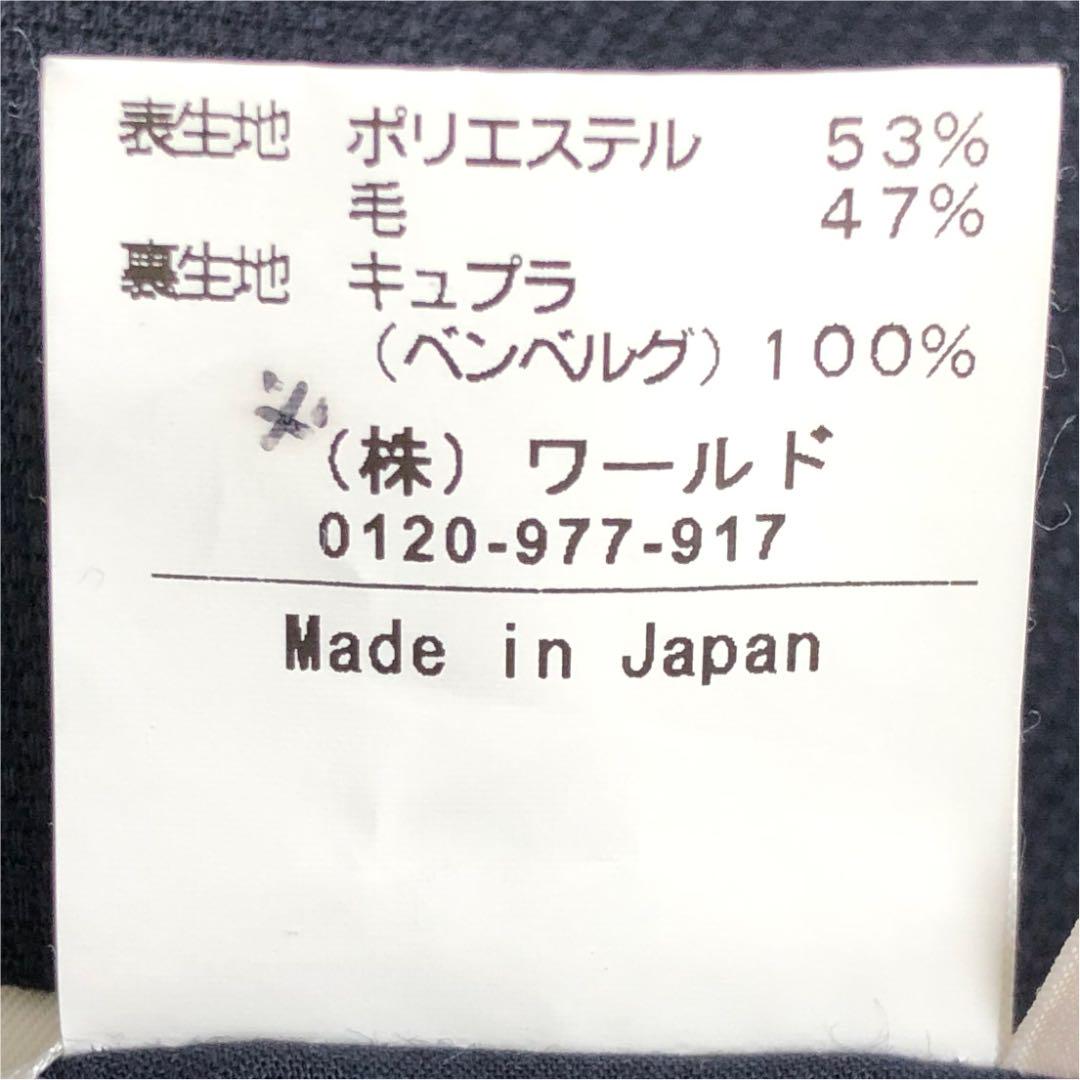 表生地 ポリエステル 53%
毛 47%
裏生地 キュプラ
(ベンベルグ) 100%
(株) ワールド
0120-977-917
Made in Japan